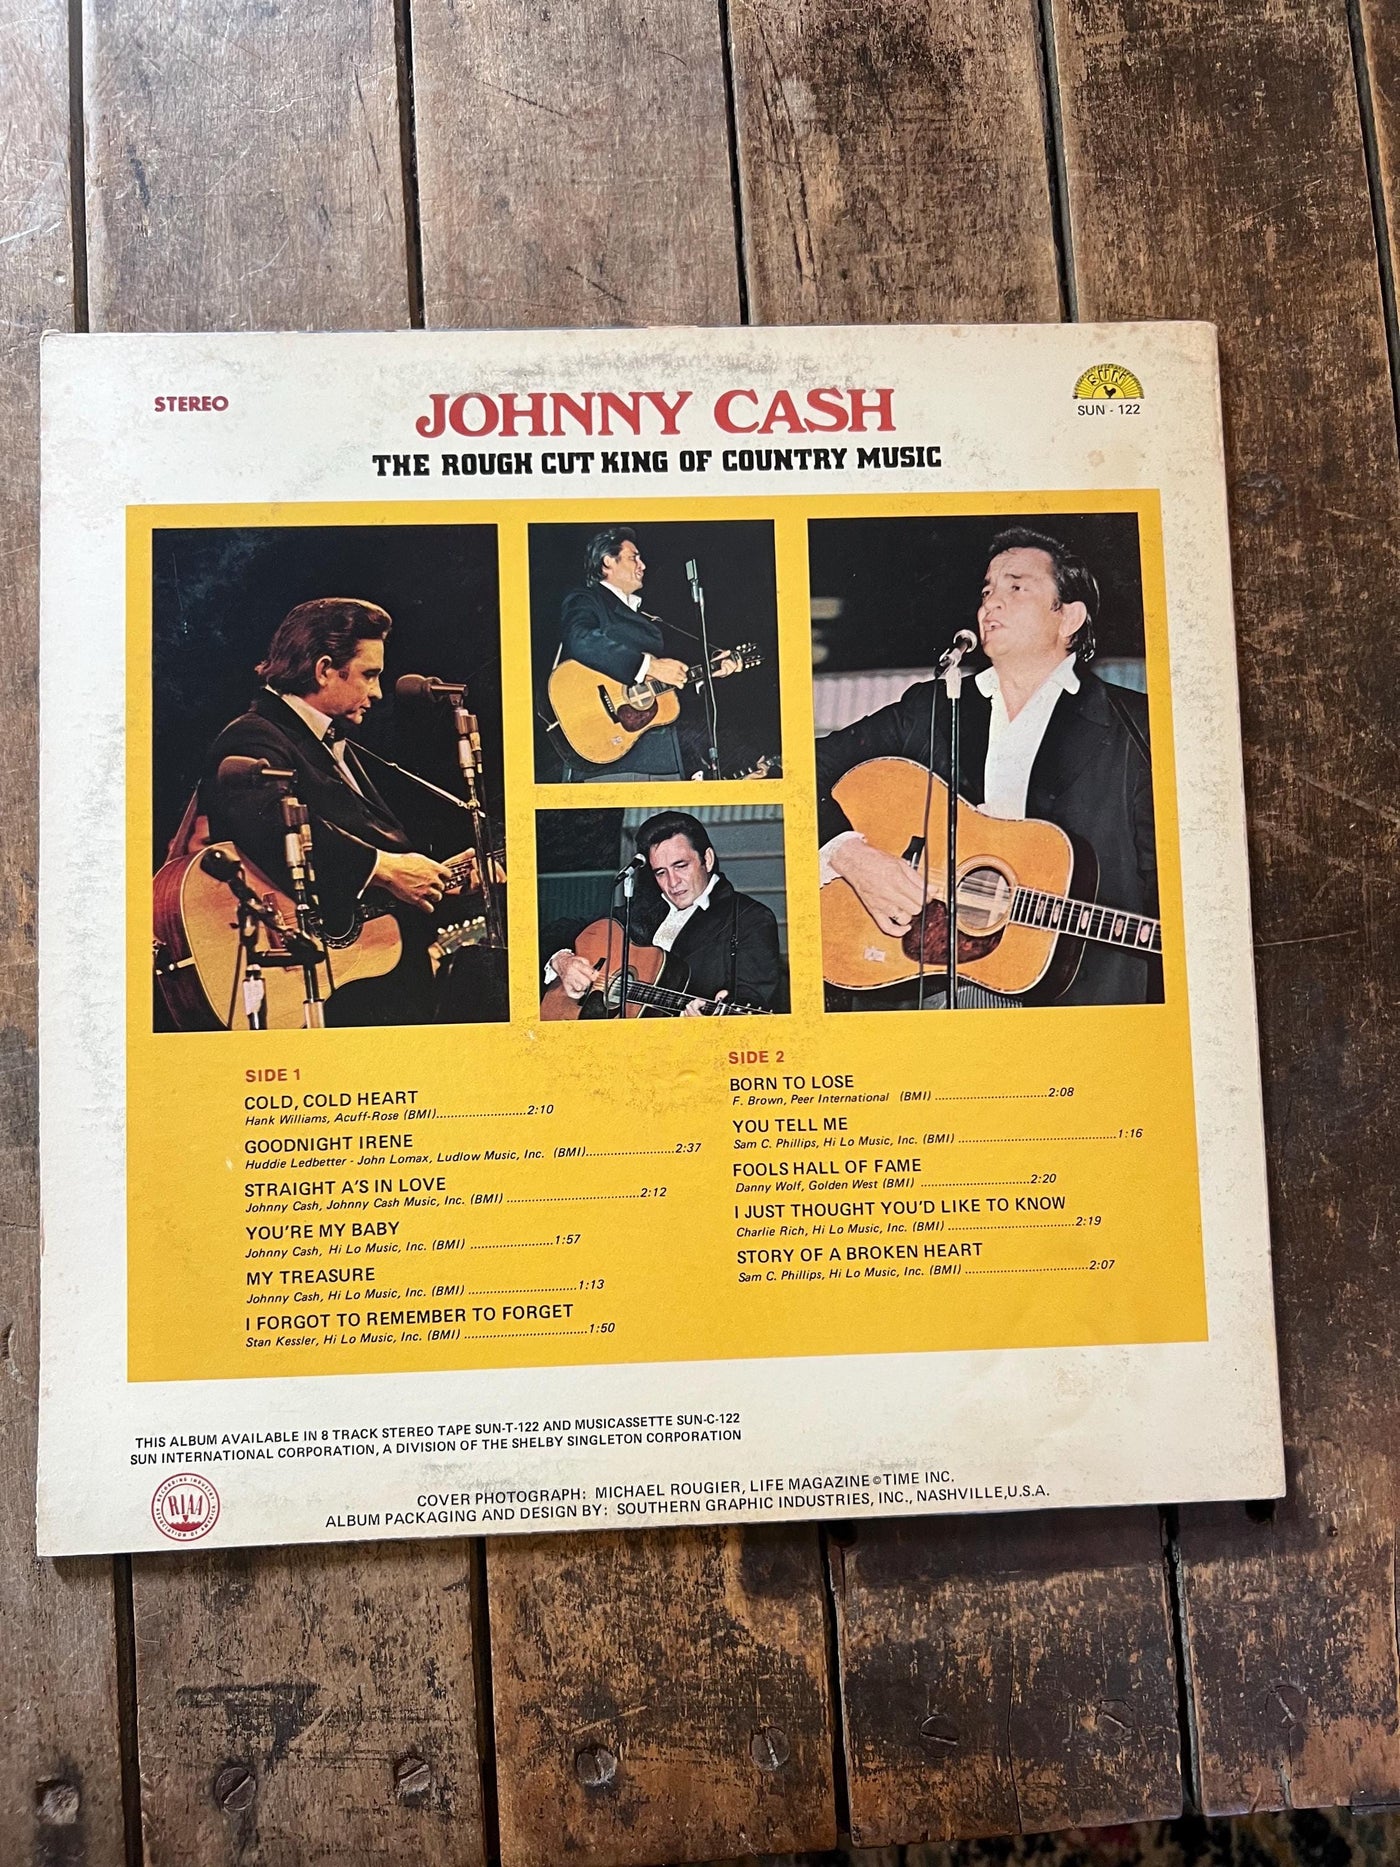 STEREO
SUN
SUN - 122
JOHNNY CASH
THE ROUGH CUT KING OF COUNTRY MUSIC
SIDE 1
COLD, COLD HEART
Hank Williams, Acuff-Rose (BMI)..........................2:10
GOODNIGHT IRENE
Huddie Ledbetter - John Lomax, Ludlow Music, Inc. (BMI)..........................2:37
STRAIGHT A'S IN LOVE
Johnny Cash, Johnny Cash Music, Inc. (BMI) ......................................2:12
YOU'RE MY BABY
Johnny Cash, Hi Lo Music, Inc. (BMI) ........................1:57
MY TREASURE
Johnny Cash, Hi Lo Music, Inc. (BMI) ...............................1:13
I FORGOT TO REMEMBER TO FORGET
Stan Kessler, Hi Lo Music, Inc. (BMI) ...................................1:50
SIDE 2
BORN TO LOSE
F. Brown, Peer International (BMI) ................................2:08
YOU TELL ME
Sam C. Phillips, Hi Lo Music, Inc. (BMI) .............................................1:16
FOOLS HALL OF FAME
Danny Wolf, Golden West (BMI) ...............................2:20
I JUST THOUGHT YOU'D LIKE TO KNOW
Charlie Rich, Hi Lo Music, Inc. (BMI) ....................................2:19
STORY OF A BROKEN HEART
Sam C. Phillips, Hi Lo Music, Inc. (BMI) ...................................2:07
THIS ALBUM AVAILABLE IN 8 TRACK STEREO TAPE SUN-T-122 AND MUSICASSETTE SUN-C-122
SUN INTERNATIONAL CORPORATION, A DIVISION OF THE SHELBY SINGLETON CORPORATION
RECORDING INDUSTRY ASSOCIATION OF AMERICA
RIAA
COVER PHOTOGRAPH: MICHAEL ROUGIER, LIFE MAGAZINE © TIME INC.
ALBUM PACKAGING AND DESIGN BY: SOUTHERN GRAPHIC INDUSTRIES, INC., NASHVILLE, U.S.A.